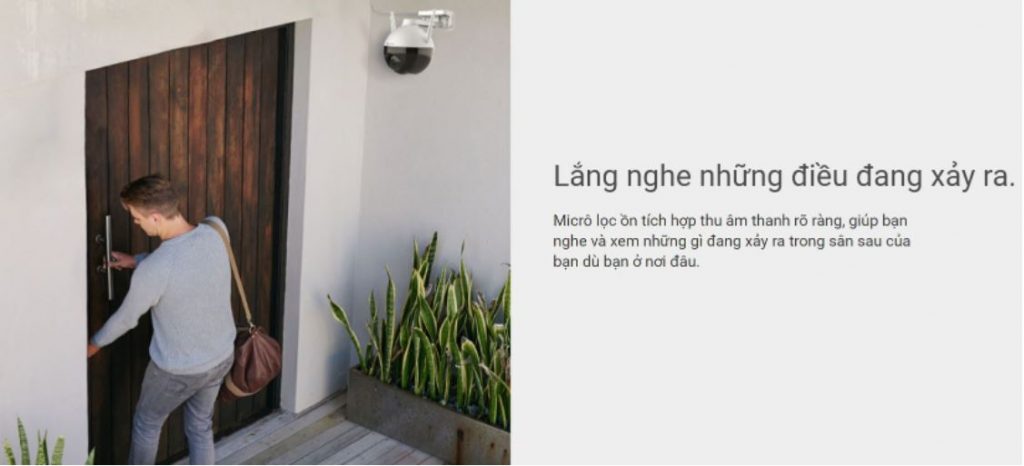 Lắng nghe những điều đang xảy ra.
Micrô lọc ồn tích hợp thu âm thanh rõ ràng, giúp bạn
nghe và xem những gì đang xảy ra trong sân sau của
bạn dù bạn ở nơi đâu.